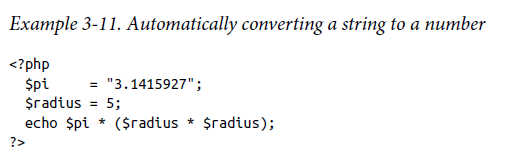 Example 3-11. Automatically converting a string to a number
<?php
  $pi     = "3.1415927";
  $radius = 5;
  echo $pi * ($radius * $radius);
?>